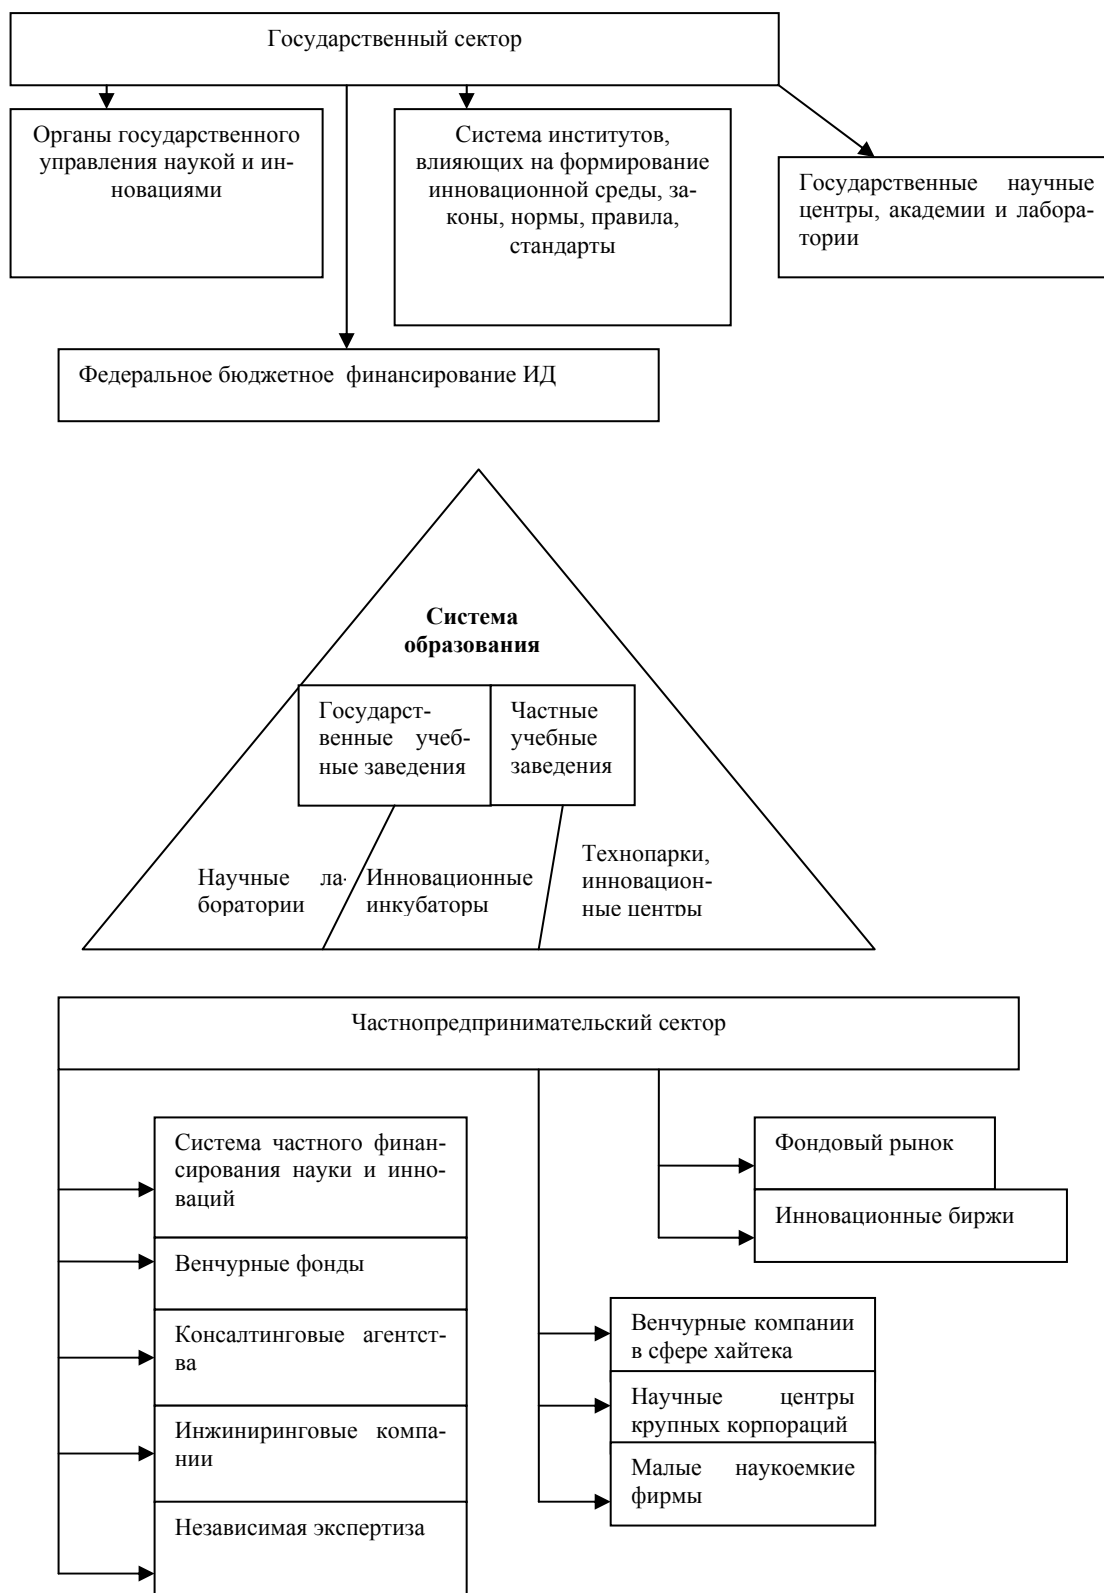 Государственный сектор
Органы государственного
управления наукой и ин-
новациями
Система институтов,
влияющих на формирование
инновационной среды, за-
коны, нормы, правила,
стандарты
Государственные научные
центры, академии и лабора-
тории
Федеральное бюджетное финансирование ИД
Система
образования
Государст-
венные учеб-
ные заведения
Частные
учебные
заведения
Научные ла-
боратории
Инновационные
инкубаторы
Технопарки,
инновацион-
ные центры
Частнопредпринимательский сектор
Система частного финан-
сирования науки и инно-
ваций
Венчурные фонды
Консалтинговые агентст-
ва
Инжиниринговые компа-
нии
Независимая экспертиза
Фондовый рынок
Инновационные биржи
Венчурные компании
в сфере хайтека
Научные центры
крупных корпораций
Малые наукоемкие
фирмы